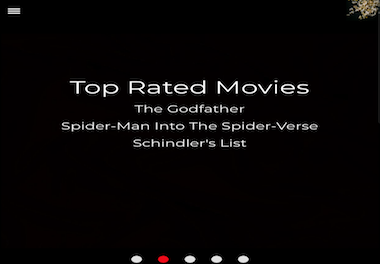 Top Rated Movies
The Godfather
Spider-Man Into The Spider-Verse
Schindler's List